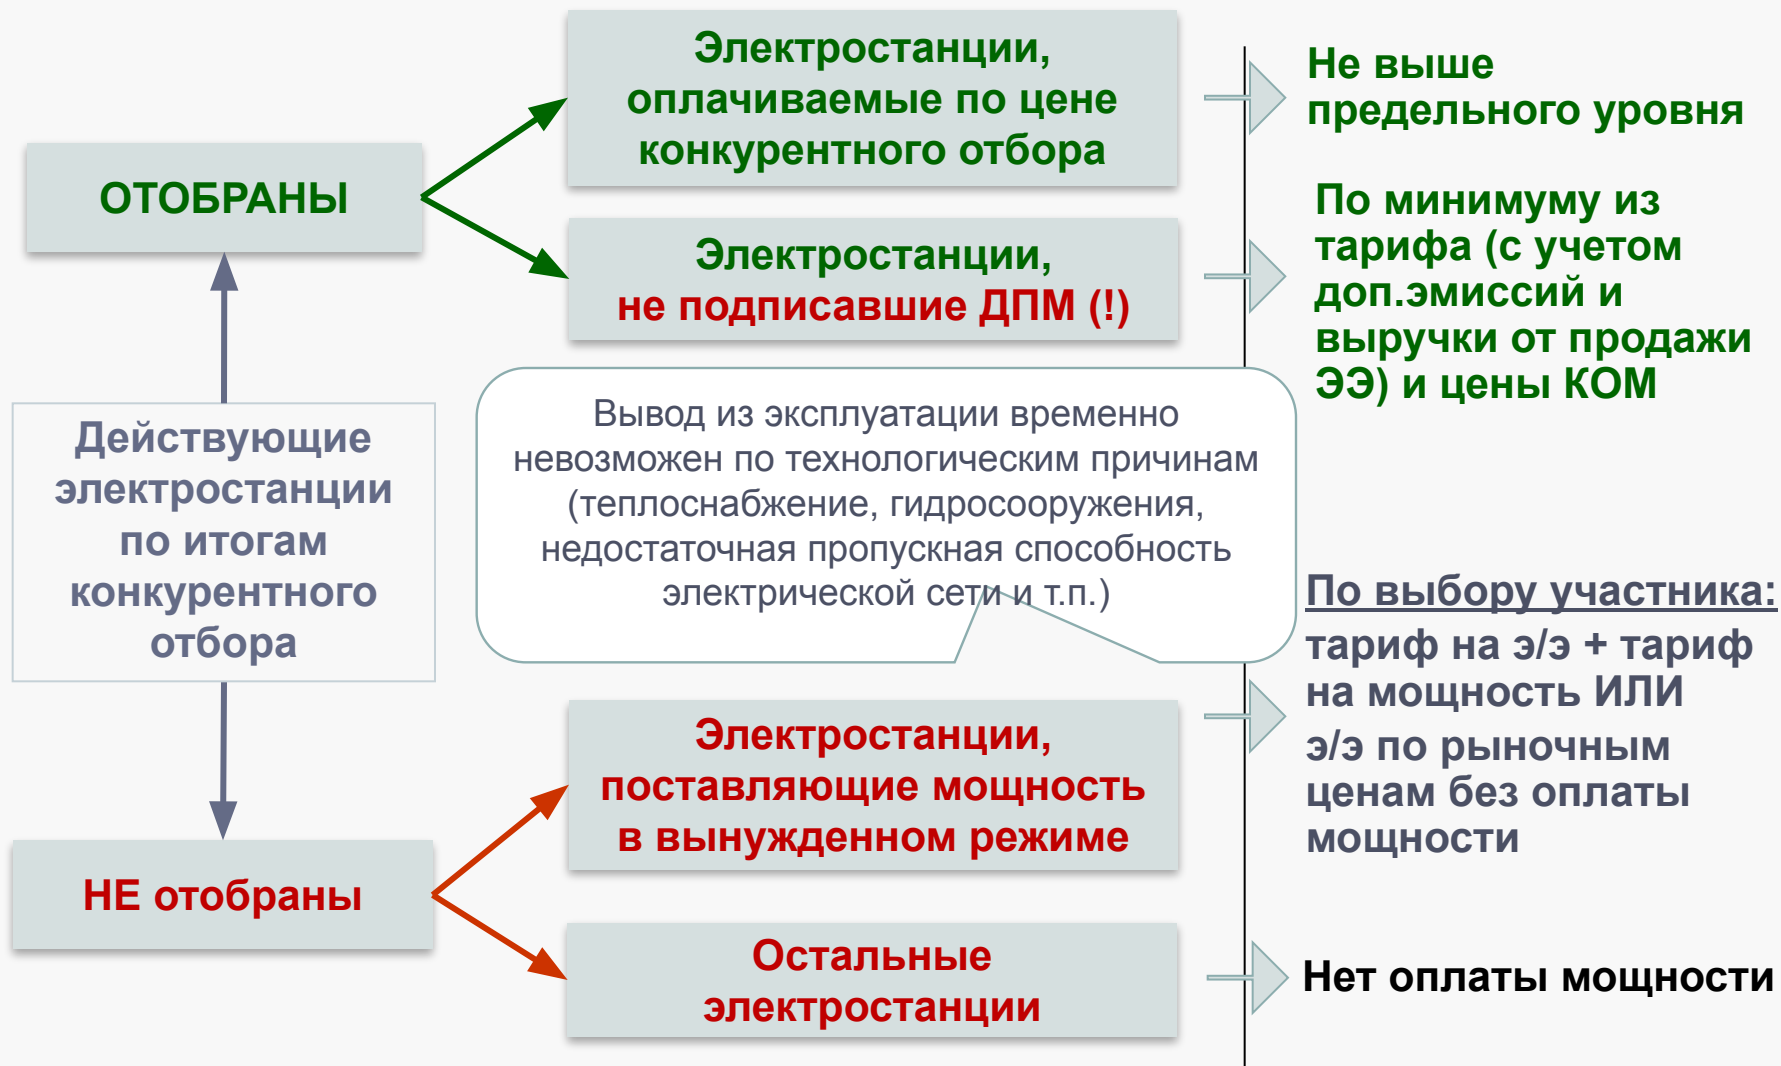 Электростанции,
оплачиваемые по цене
конкурентного отбора
Не выше
предельного уровня
ОТОБРАНЫ
Электростанции,
не подписавшие ДПМ (!)
По минимуму из
тарифа (с учетом
доп.эмиссий и
выручки от продажи
ЭЭ) и цены КОМ
Действующие
электростанции
по итогам
конкурентного
отбора
Вывод из эксплуатации временно
невозможен по технологическим причинам
(теплоснабжение, гидросооружения,
недостаточная пропускная способность
электрической сети и т.п.)
По выбору участника:
тариф на э/э + тариф
на мощность ИЛИ
э/э по рыночным
ценам без оплаты
мощности
Электростанции,
поставляющие мощность
в вынужденном режиме
НЕ отобраны
Остальные
электростанции
Нет оплаты мощности